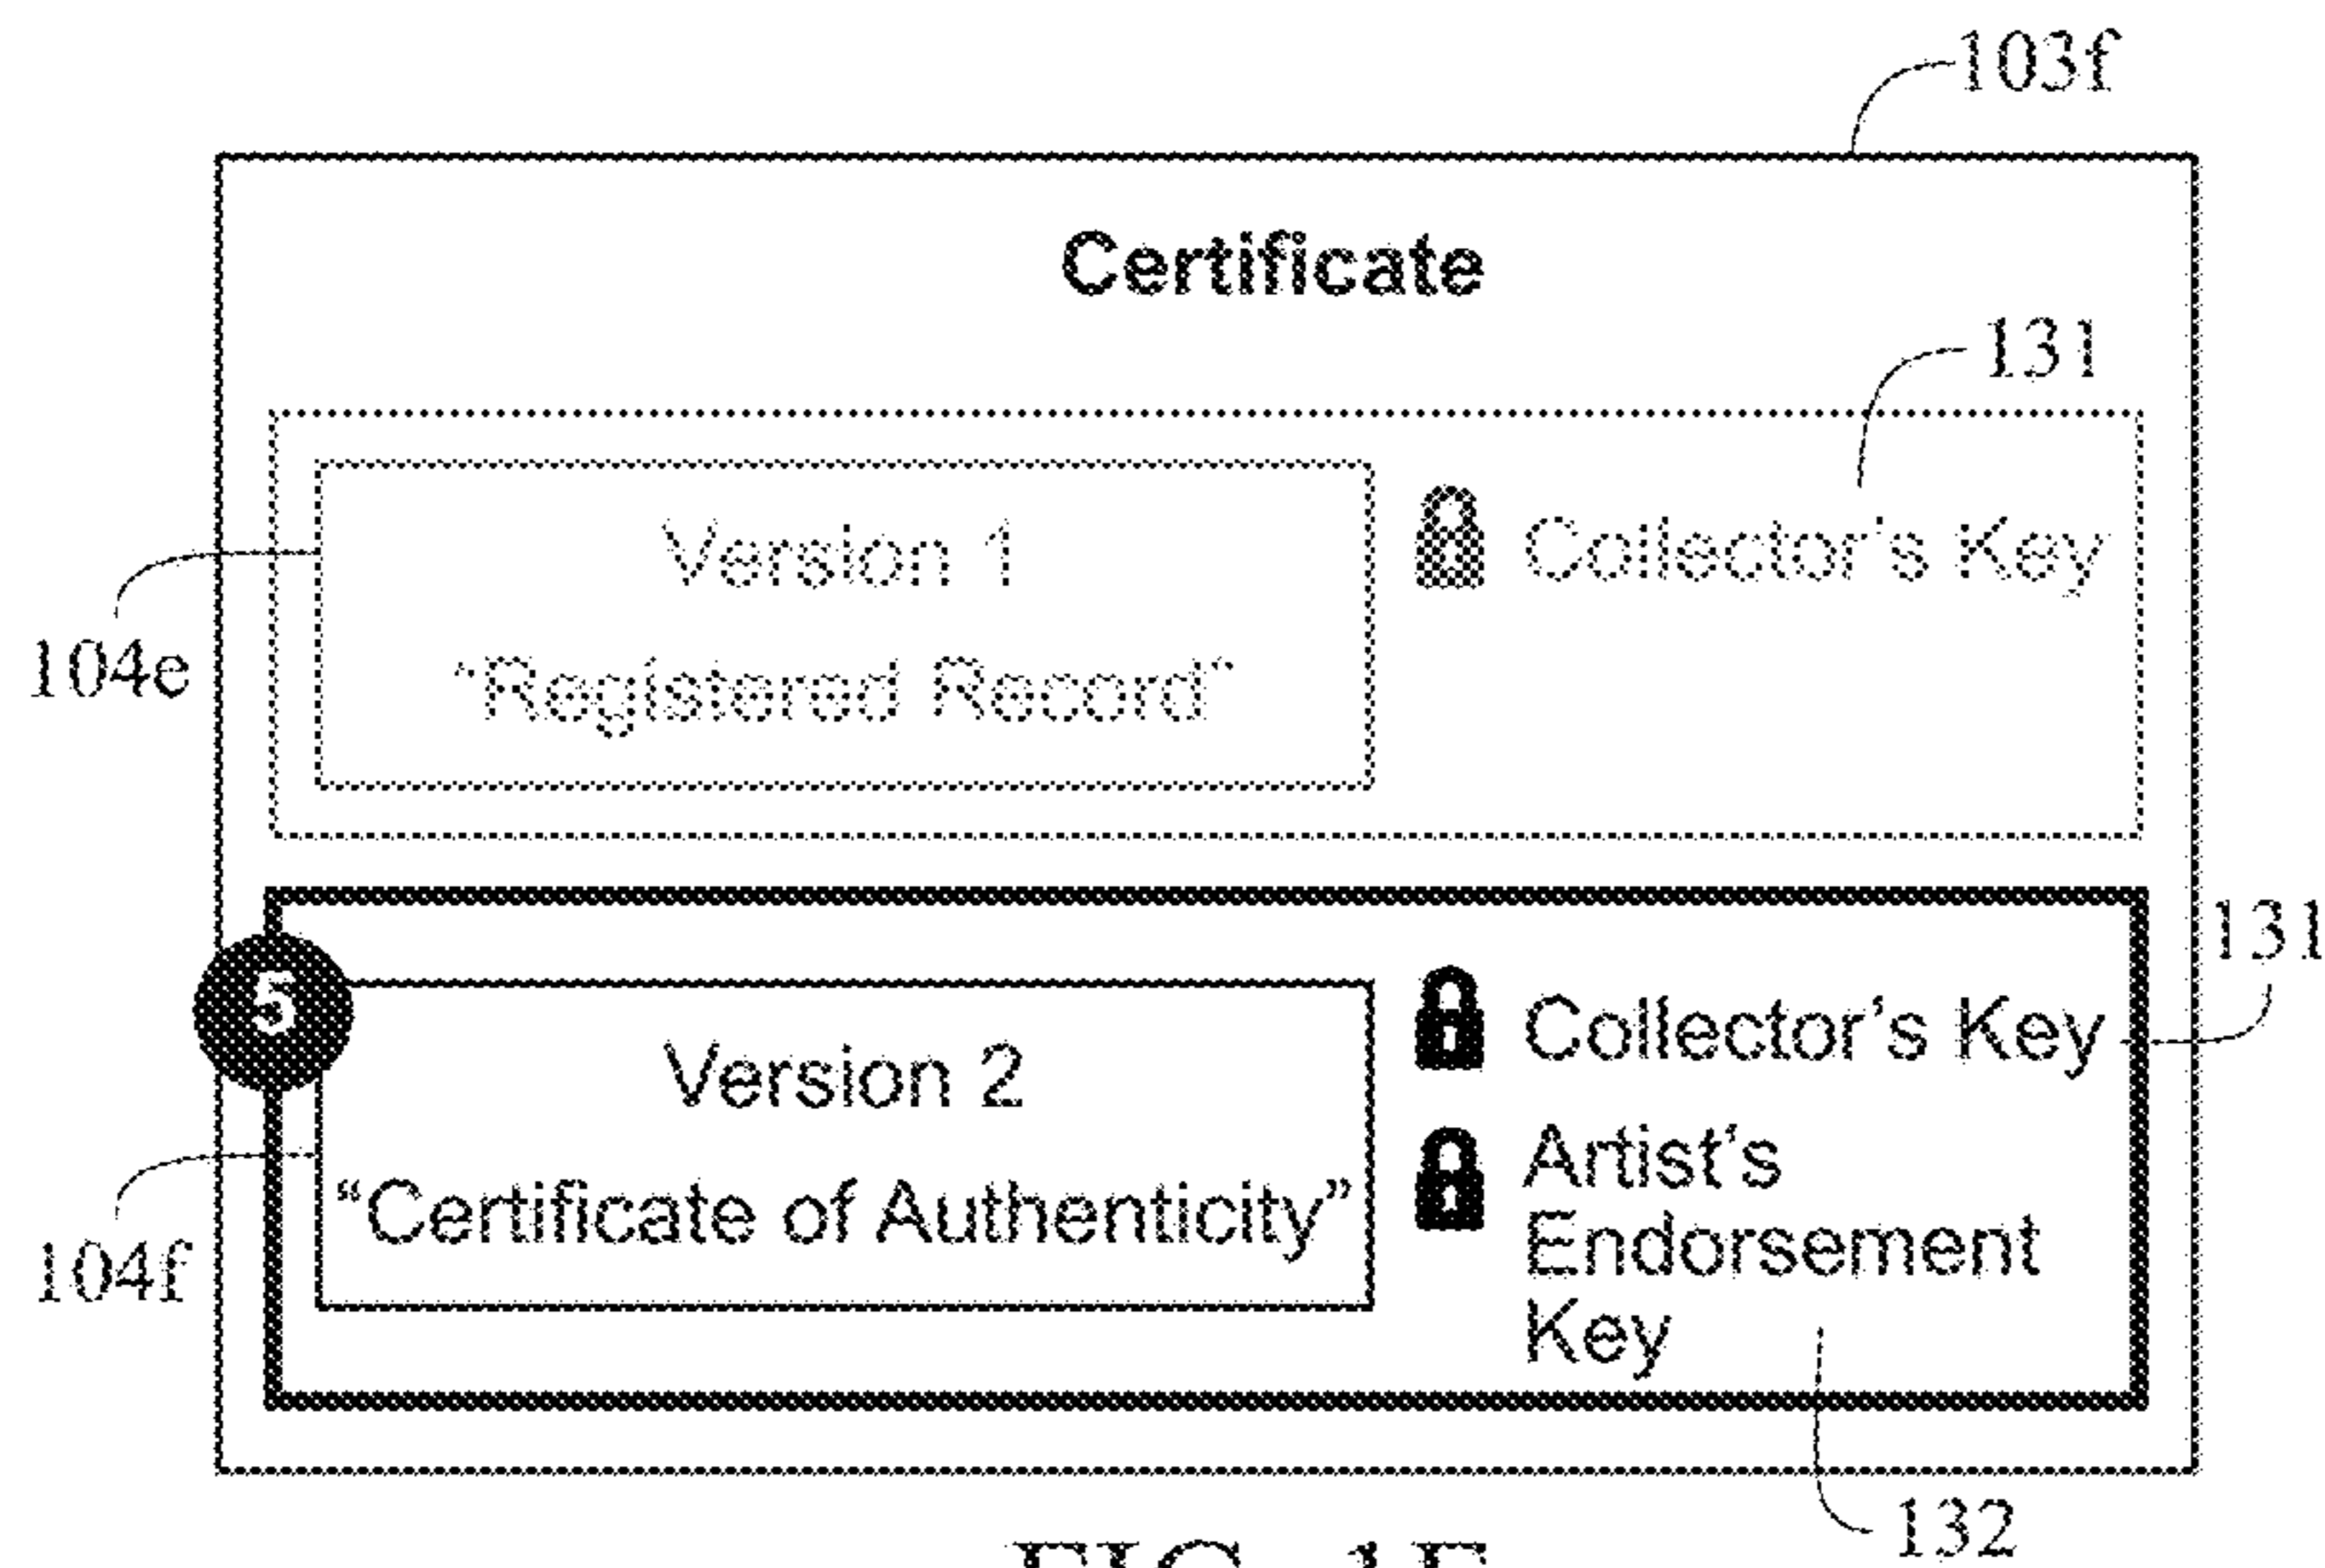 103f
Certificate
131
Version 1
Collector's Key
104e
“Registered Record”
131
5
Collector’s Key
Version 2
Artist’s
“Certificate of Authenticity”
Endorsement
104f
Key
132